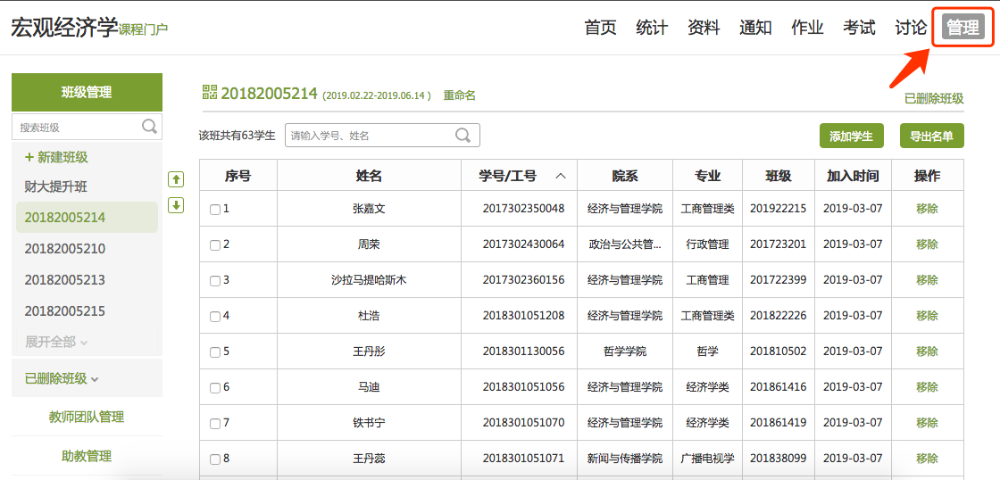 宏观经济学课程门户 首页 统计 资料 通知 作业 考试 讨论 管理
班级管理
搜索班级
+ 新建班级
财大提升班
20182005214
20182005210
20182005213
20182005215
展开全部
已删除班级
教师团队管理
助教管理
20182005214 (2019.02.22-2019.06.14 ) 重命名 已删除班级
该班共有63学生 请输入学号、姓名 添加学生 导出名单
序号 姓名 学号/工号 院系 专业 班级 加入时间 操作
1 张嘉文 2017302350048 经济与管理学院 工商管理类 201922215 2019-03-07 移除
2 周荣 2017302430064 政治与公共管... 行政管理 201723201 2019-03-07 移除
3 沙拉马提哈斯木 2017302360156 经济与管理学院 工商管理 201722399 2019-03-07 移除
4 杜浩 2018301051208 经济与管理学院 工商管理类 201822226 2019-03-07 移除
5 王丹彤 2018301130056 哲学学院 哲学 201810502 2019-03-07 移除
6 马迪 2018301051056 经济与管理学院 经济学类 201861416 2019-03-07 移除
7 铁书宁 2018301051070 经济与管理学院 经济学类 201861419 2019-03-07 移除
8 王丹蕊 2018301051071 新闻与传播学院 广播电视学 201838099 2019-03-07 移除